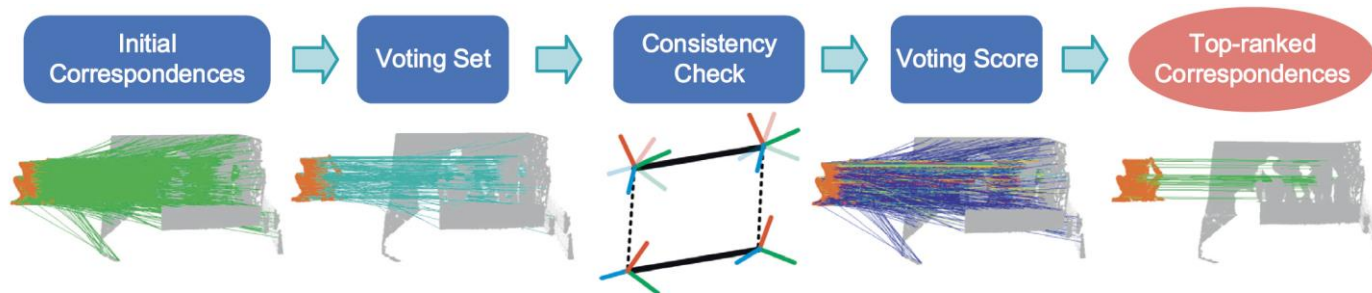 Initial
Correspondences
Voting Set
Consistency
Check
Voting Score
Top-ranked
Correspondences